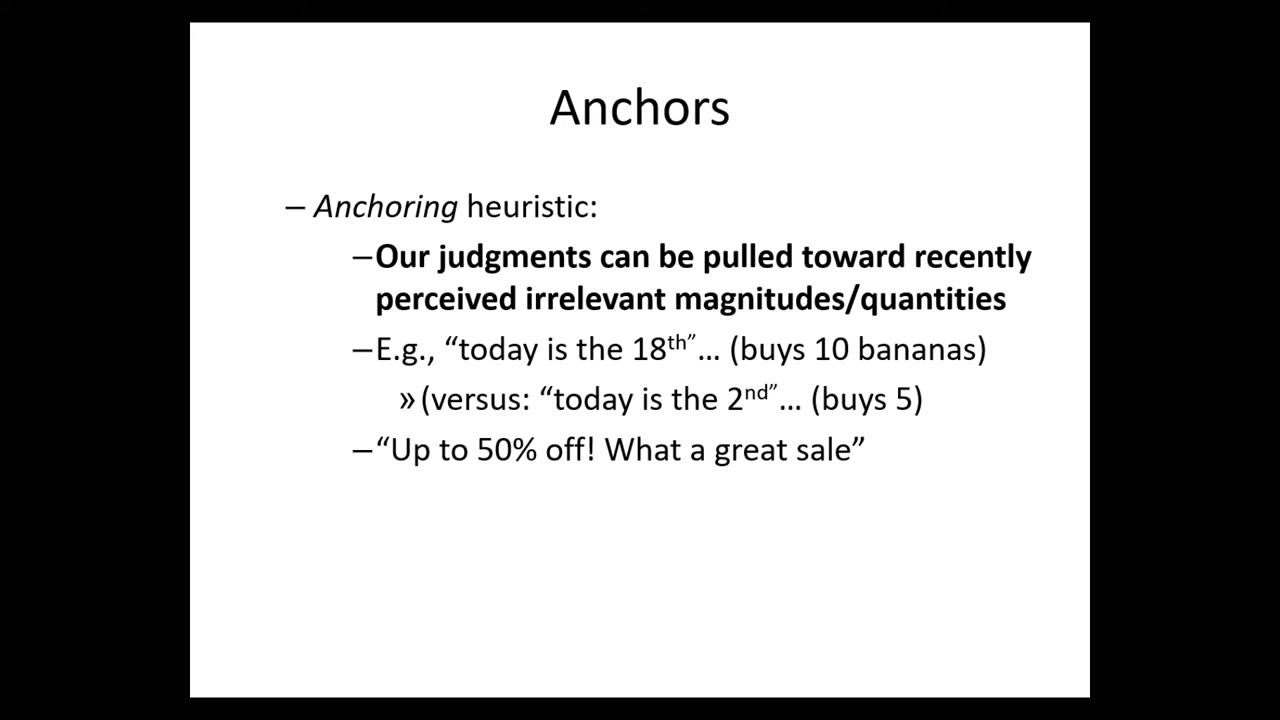 Anchors
– Anchoring heuristic:
–Our judgments can be pulled toward recently
perceived irrelevant magnitudes/quantities
–E.g., “today is the 18th”… (buys 10 bananas)
»(versus: “today is the 2nd”… (buys 5)
–“Up to 50% off! What a great sale”